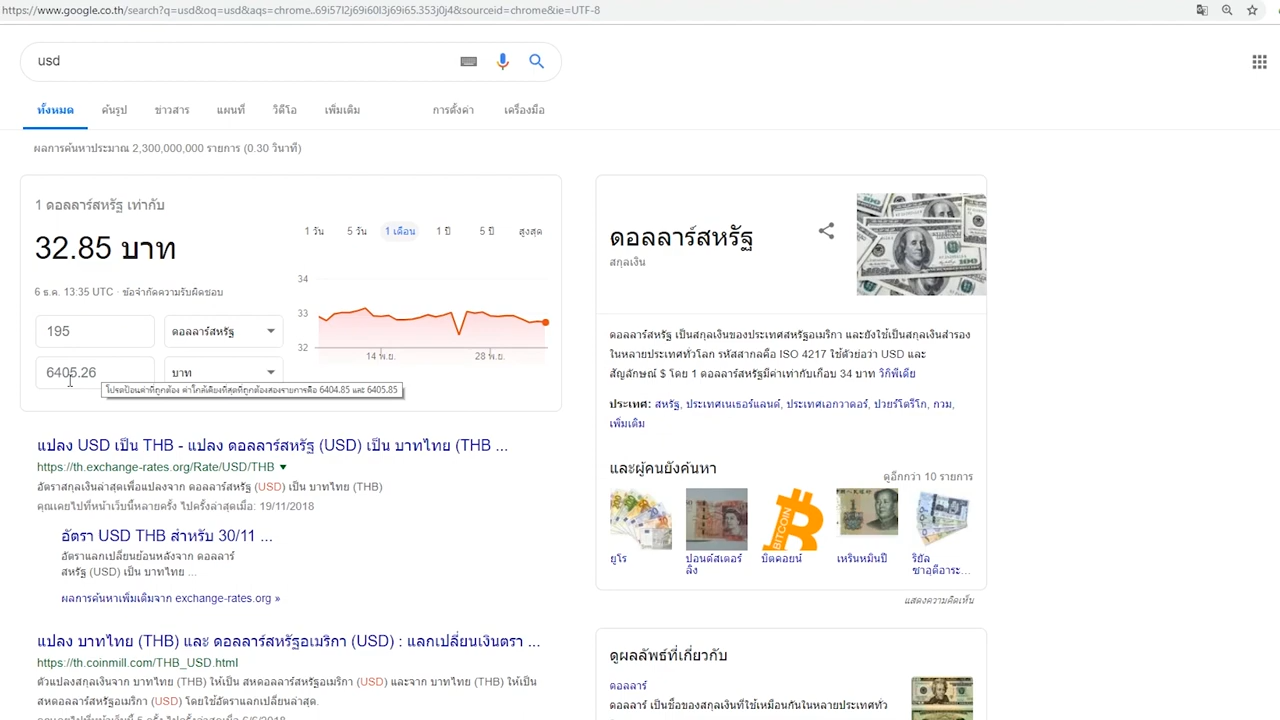 https://www.google.co.th/search?q=usd&oq=usd&aqs=chrome..69i57l2j69i60l3j69i65.353j0j4&sourceid=chrome&ie=UTF-8
usd
ทั้งหมด ค้นรูป ข่าวสาร แผนที่ วิดีโอ เพิ่มเติม การตั้งค่า เครื่องมือ
ผลการค้นหาประมาณ 2,300,000,000 รายการ (0.30 วินาที)
1 ดอลลาร์สหรัฐ เท่ากับ
32.85 บาท
6 ธ.ค. 13:35 UTC · ข้อจำกัดความรับผิดชอบ
195 ดอลลาร์สหรัฐ
6405.26 บาท
โปรดป้อนค่าที่ถูกต้อง ค่าใกล้เคียงที่สุดที่ถูกต้องสองรายการคือ 6404.85 และ 6405.85
1 วัน 5 วัน 1 เดือน 1 ปี 5 ปี สูงสุด
34
33
32
14 พ.ย. 28 พ.ย.
แปลง USD เป็น THB - แปลง ดอลลาร์สหรัฐ (USD) เป็น บาทไทย (THB ...
https://th.exchange-rates.org/Rate/USD/THB
อัตราสกุลเงินล่าสุดเพื่อแปลงจาก ดอลลาร์สหรัฐ (USD) เป็น บาทไทย (THB)
คุณเคยไปที่หน้าเว็บนี้หลายครั้ง ไปครั้งล่าสุดเมื่อ: 19/11/2018
อัตรา USD THB สำหรับ 30/11 ...
อัตราแลกเปลี่ยนย้อนหลังจาก ดอลลาร์
สหรัฐ (USD) เป็น บาทไทย ...
ผลการค้นหาเพิ่มเติมจาก exchange-rates.org »
แปลง บาทไทย (THB) และ ดอลลาร์สหรัฐอเมริกา (USD) : แลกเปลี่ยนเงินตรา ...
https://th.coinmill.com/THB_USD.html
ตัวแปลงสกุลเงินจาก บาทไทย (THB) ให้เป็น สหดอลลาร์สหรัฐอเมริกา (USD) และจาก บาทไทย (THB) ให้เป็น
สหดอลลาร์สหรัฐอเมริกา (USD) โดยใช้อัตราแลกเปลี่ยนล่าสุด.
คุณเคยไปที่หน้าเว็บนี้ 5 ครั้ง ไปครั้งล่าสุดเมื่อ 6/6/2018
ดอลลาร์สหรัฐ
สกุลเงิน
ดอลลาร์สหรัฐ เป็นสกุลเงินของประเทศสหรัฐอเมริกา และยังใช้เป็นสกุลเงินสำรอง
ในหลายประเทศทั่วโลก รหัสสากลคือ ISO 4217 ใช้ตัวย่อว่า USD และ
สัญลักษณ์ $ โดย 1 ดอลลาร์สหรัฐมีค่าเท่ากับเกือบ 34 บาท วิกิพีเดีย
ประเทศ: สหรัฐ, ประเทศเนเธอร์แลนด์, ประเทศเอกวาดอร์, ปวยร์โตรีโก, กวม,
เพิ่มเติม
และผู้คนยังค้นหา
ดูอีกกว่า 10 รายการ
ยูโร
ปอนด์สเตอร์
ลิง
บิตคอยน์
BITCOIN
เหรินหมินปี้
ริยัล
ซาอุดีอาระ...
แสดงความคิดเห็น
ดูผลลัพธ์ที่เกี่ยวกับ
ดอลลาร์
ดอลลาร์ เป็นชื่อของสกุลเงินที่ใช้เหมือนกันในหลายประเทศทั่ว